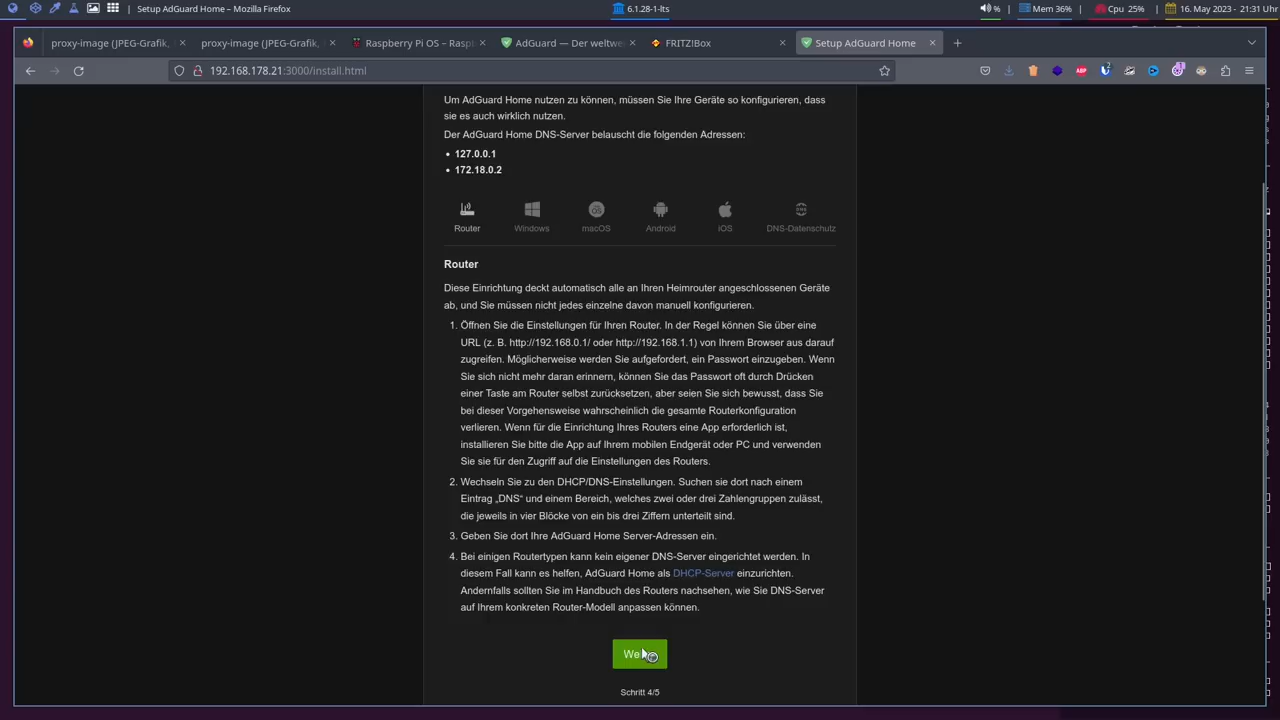 Setup AdGuard Home – Mozilla Firefox
6.1.28-1-lts
%
Mem 36%
Cpu 25%
16. May 2023 - 21:31 Uhr
proxy-image (JPEG-Grafik,
proxy-image (JPEG-Grafik,
Raspberry Pi OS – Raspl
AdGuard — Der weltwe
FRITZ!Box
Setup AdGuard Home
192.168.178.21:3000/install.html
ABP
2
1
Um AdGuard Home nutzen zu können, müssen Sie Ihre Geräte so konfigurieren, dass
sie es auch wirklich nutzen.
Der AdGuard Home DNS-Server belauscht die folgenden Adressen:
• 127.0.0.1
• 172.18.0.2
Router
Windows
macOS
Android
iOS
DNS-Datenschutz
Router
Diese Einrichtung deckt automatisch alle an Ihren Heimrouter angeschlossenen Geräte
ab, und Sie müssen nicht jedes einzelne davon manuell konfigurieren.
1. Öffnen Sie die Einstellungen für Ihren Router. In der Regel können Sie über eine
URL (z. B. http://192.168.0.1/ oder http://192.168.1.1) von Ihrem Browser aus darauf
zugreifen. Möglicherweise werden Sie aufgefordert, ein Passwort einzugeben. Wenn
Sie sich nicht mehr daran erinnern, können Sie das Passwort oft durch Drücken
einer Taste am Router selbst zurücksetzen, aber seien Sie sich bewusst, dass Sie
bei dieser Vorgehensweise wahrscheinlich die gesamte Routerkonfiguration
verlieren. Wenn für die Einrichtung Ihres Routers eine App erforderlich ist,
installieren Sie bitte die App auf Ihrem mobilen Endgerät oder PC und verwenden
Sie sie für den Zugriff auf die Einstellungen des Routers.
2. Wechseln Sie zu den DHCP/DNS-Einstellungen. Suchen sie dort nach einem
Eintrag „DNS“ und einem Bereich, welches zwei oder drei Zahlengruppen zulässt,
die jeweils in vier Blöcke von ein bis drei Ziffern unterteilt sind.
3. Geben Sie dort Ihre AdGuard Home Server-Adressen ein.
4. Bei einigen Routertypen kann kein eigener DNS-Server eingerichtet werden. In
diesem Fall kann es helfen, AdGuard Home als DHCP-Server einzurichten.
Andernfalls sollten Sie im Handbuch des Routers nachsehen, wie Sie DNS-Server
auf Ihrem konkreten Router-Modell anpassen können.
We
Schritt 4/5